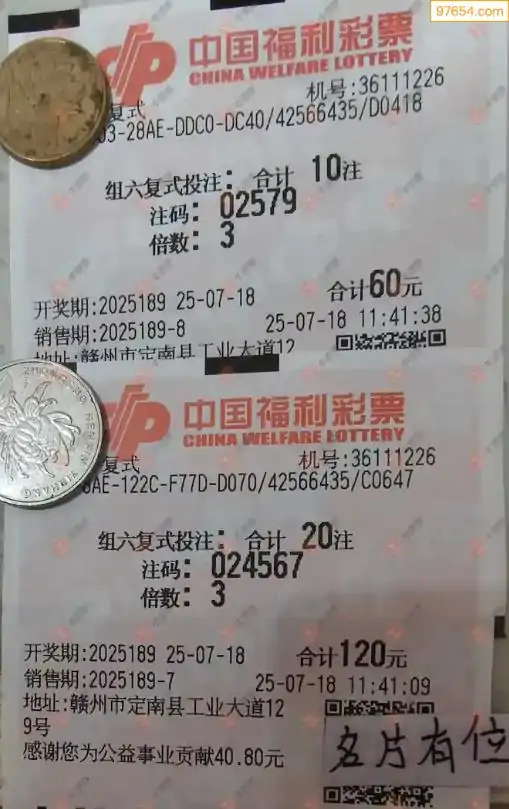 97654.com
中国福利彩票
CHINA WELFARE LOTTERY
机号:36111226
复式
03-28AE-DDC0-DC40/42566435/D0418
组六复式投注: 合计 10注
注码: 02579
倍数: 3
开奖期:2025189 25-07-18 合计60元
销售期:2025189-8 25-07-18 11:41:38
地址:赣州市定南县工业大道12
中国福利彩票
CHINA WELFARE LOTTERY
复式 机号:36111226
8AE-122C-F77D-D070/42566435/C0647
组六复式投注: 合计 20注
注码: 024567
倍数: 3
开奖期:2025189 25-07-18 合计120元
销售期:2025189-7 25-07-18 11:41:09
地址:赣州市定南县工业大道12
9号
感谢您为公益事业贡献40.80元
名片有位